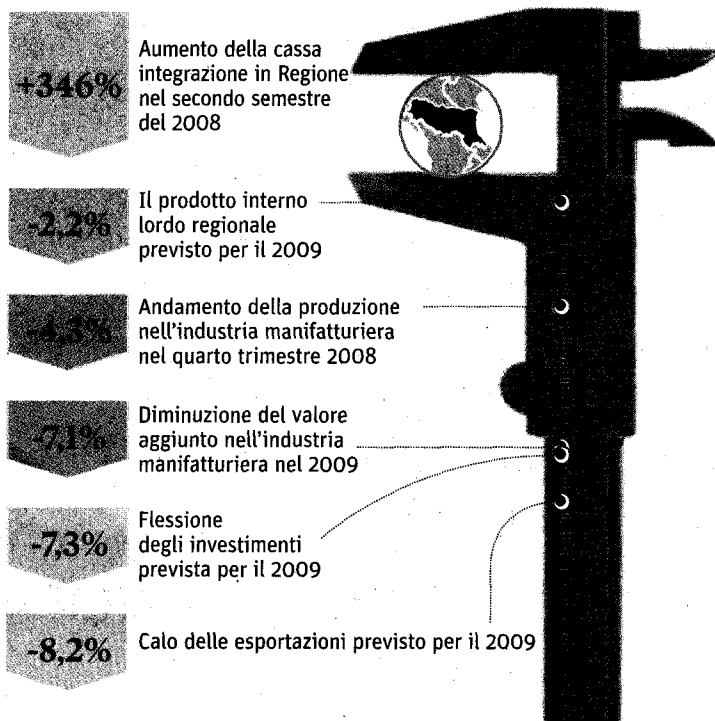 +346%
Aumento della cassa
integrazione in Regione
nel secondo semestre
del 2008
-2,2%
Il prodotto interno
lordo regionale
previsto per il 2009
-4,3%
Andamento della produzione
nell'industria manifatturiera
nel quarto trimestre 2008
-7,1%
Diminuzione del valore
aggiunto nell'industria
manifatturiera nel 2009
-7,3%
Flessione
degli investimenti
prevista per il 2009
-8,2%
Calo delle esportazioni previsto per il 2009